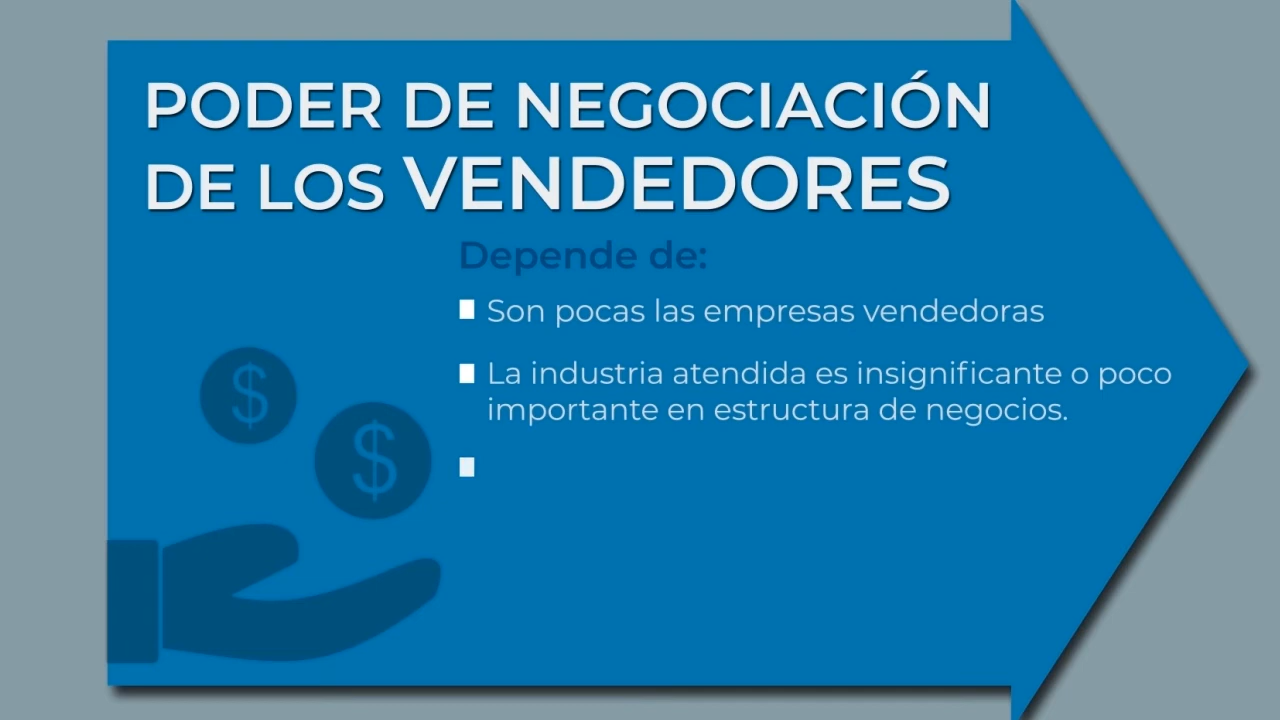 PODER DE NEGOCIACIÓN
DE LOS VENDEDORES
Depende de:
Son pocas las empresas vendedoras
La industria atendida es insignificante o poco
importante en estructura de negocios.
$
$